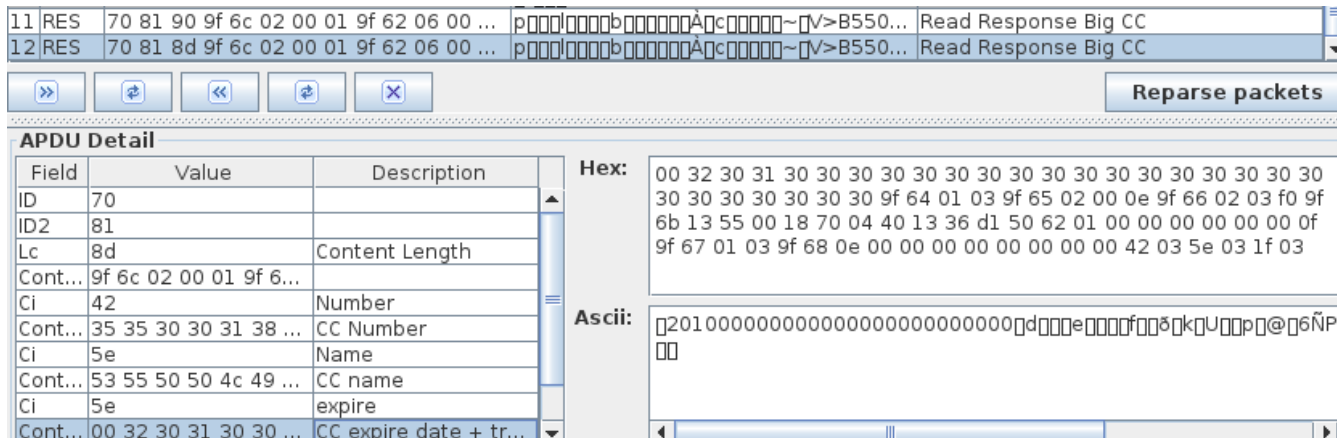 11 RES 70 81 90 9f 6c 02 00 01 9f 62 06 00 ... p▯▯▯l▯▯▯▯b▯▯▯▯▯▯À▯c▯▯▯▯▯~▯V>B550... Read Response Big CC
12 RES 70 81 8d 9f 6c 02 00 01 9f 62 06 00 ... p▯▯▯l▯▯▯▯b▯▯▯▯▯▯À▯c▯▯▯▯▯~▯V>B550... Read Response Big CC
Reparse packets
APDU Detail
Field Value Description
ID 70
ID2 81
Lc 8d Content Length
Cont... 9f 6c 02 00 01 9f 6...
Ci 42 Number
Cont... 35 35 30 30 31 38 ... CC Number
Ci 5e Name
Cont... 53 55 50 50 4c 49 ... CC name
Ci 5e expire
Cont... 00 32 30 31 30 30 ... CC expire date + tr...
Hex:
00 32 30 31 30 30 30 30 30 30 30 30 30 30 30 30 30 30 30 30 30
30 30 30 30 30 30 30 9f 64 01 03 9f 65 02 00 0e 9f 66 02 03 f0 9f
6b 13 55 00 18 70 04 40 13 36 d1 50 62 01 00 00 00 00 00 00 0f
9f 67 01 03 9f 68 0e 00 00 00 00 00 00 00 00 42 03 5e 03 1f 03
Ascii:
▯201000000000000000000000000▯d▯▯▯e▯▯▯▯f▯▯ð▯k▯U▯▯p▯@▯6ÑP
▯▯